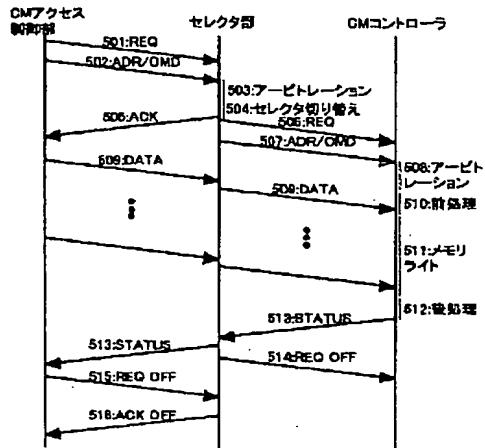 CMアクセス
制御部
セレクタ部
CMコントローラ
501:REQ
502:ADR/CMD
503:アービトレーション
504:セレクタ切り替え
505:ACK
506:REQ
507:ADR/CMD
508:アービト
レーション
509:DATA
509:DATA
510:前処理
511:メモリ
ライト
512:後処理
513:STATUS
513:STATUS
514:REQ OFF
515:REQ OFF
516:ACK OFF